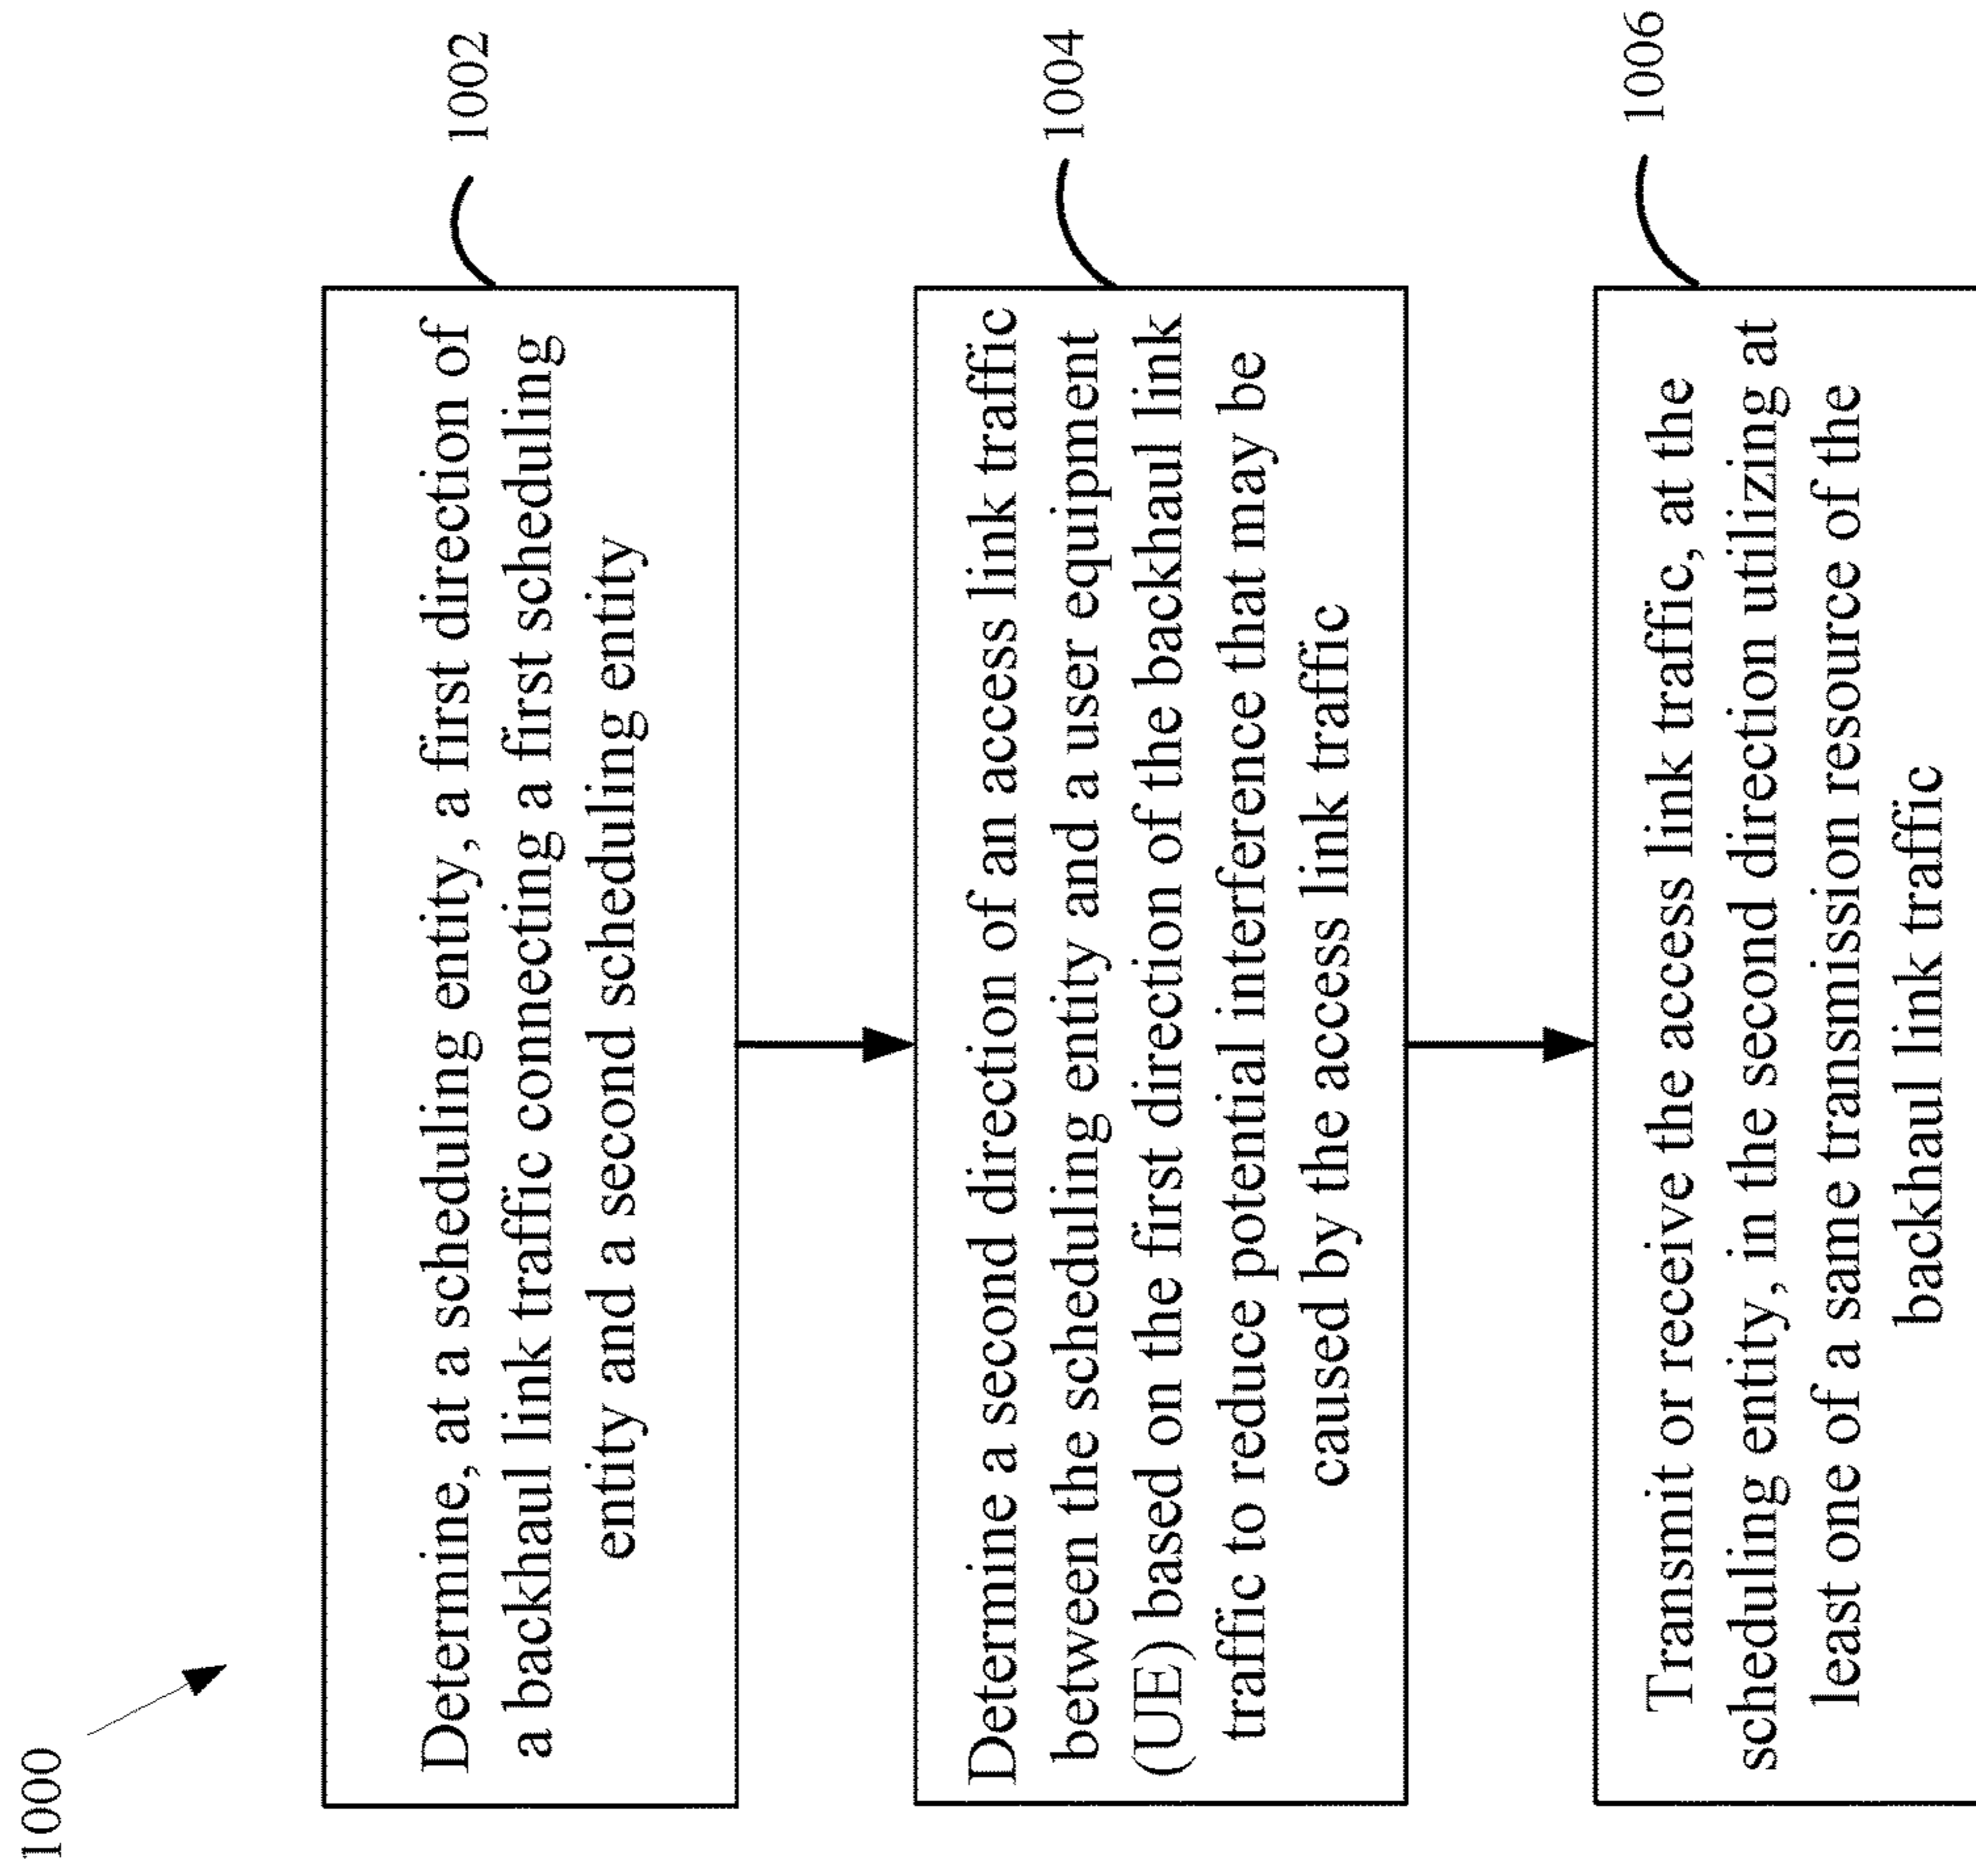 1000
Determine, at a scheduling entity, a first direction of
a backhaul link traffic connecting a first scheduling
entity and a second scheduling entity
1002
Determine a second direction of an access link traffic
between the scheduling entity and a user equipment
(UE) based on the first direction of the backhaul link
traffic to reduce potential interference that may be
caused by the access link traffic
1004
Transmit or receive the access link traffic, at the
scheduling entity, in the second direction utilizing at
least one of a same transmission resource of the
backhaul link traffic
1006